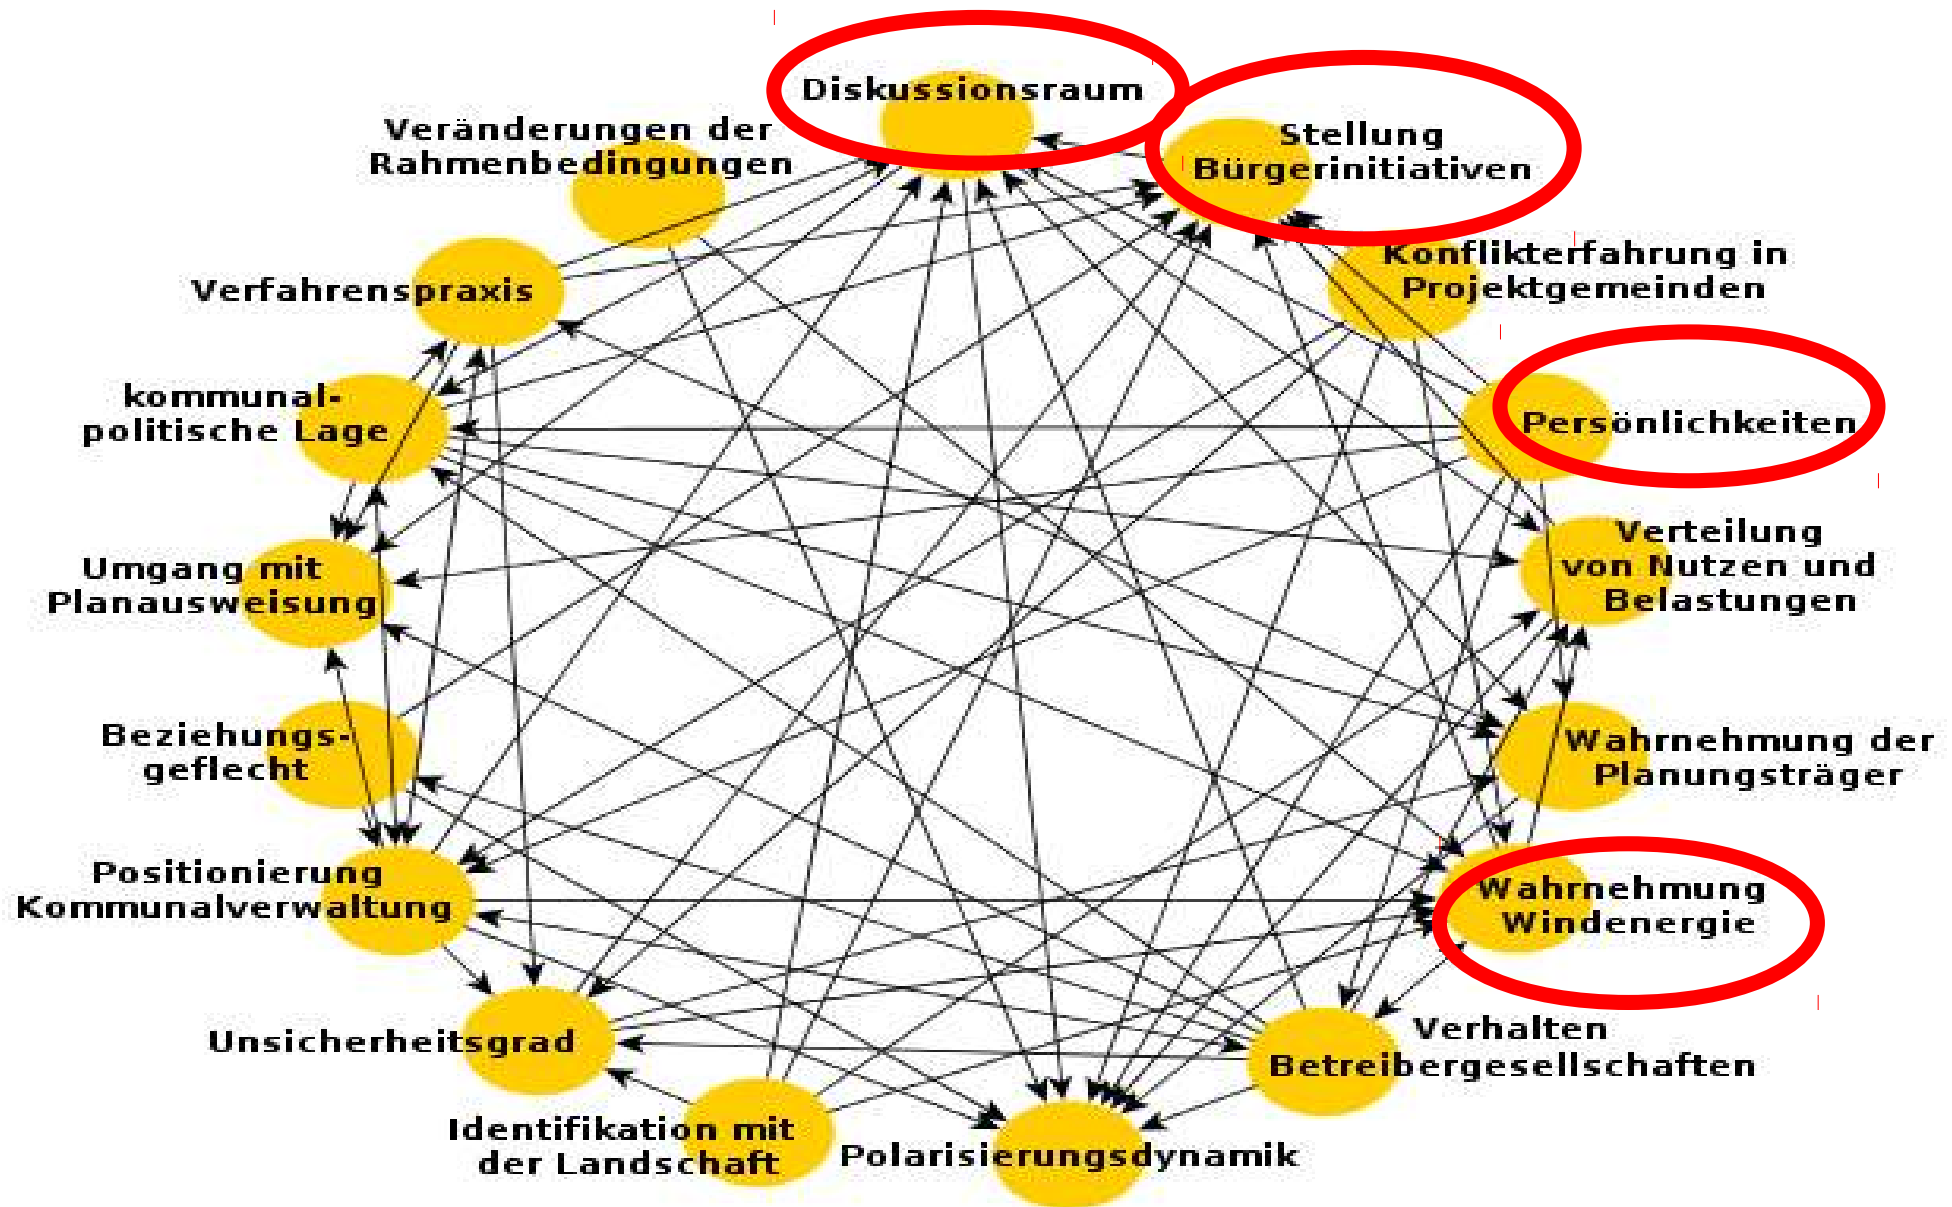 Diskussionsraum
Stellung
Bürgerinitiativen
Veränderungen der
Rahmenbedingungen
Konflikterfahrung in
Projektgemeinden
Verfahrenspraxis
kommunal-
politische Lage
Persönlichkeiten
Verteilung
von Nutzen und
Belastungen
Umgang mit
Planausweisung
Beziehungs-
geflecht
Wahrnehmung der
Planungsträger
Positionierung
Kommunalverwaltung
Wahrnehmung
Windenergie
Unsicherheitsgrad
Verhalten
Betreibergesellschaften
Identifikation mit
der Landschaft
Polarisierungsdynamik